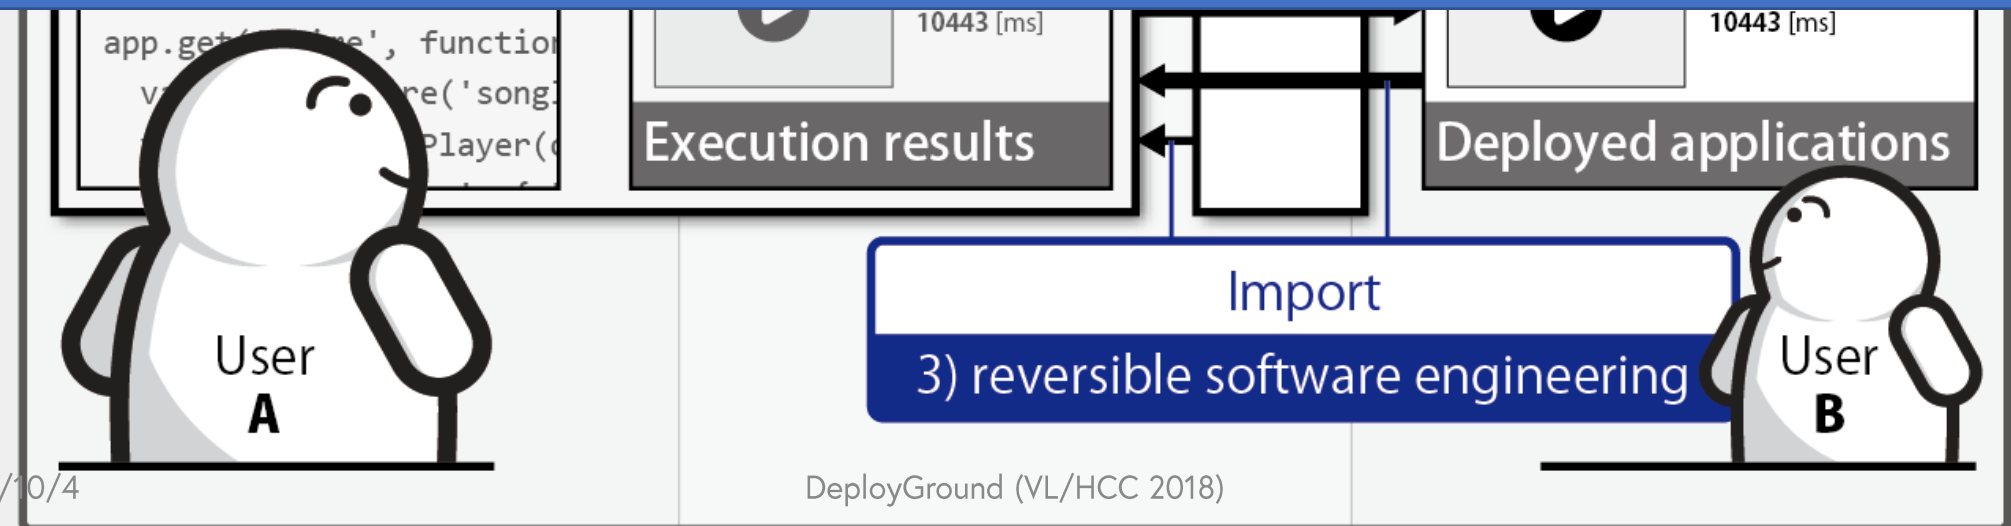 app.get( 'time', function
10443 [ms]
10443 [ms]
re('song
Player(
Execution results
Deployed applications
Import
3) reversible software engineering
User
A
User
B
/10/4
DeployGround (VL/HCC 2018)